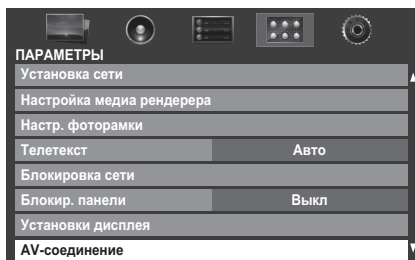 ПАРАМЕТРЫ
Установка сети
Настройка медиа рендерера
Настр. фоторамки
Телетекст Авто
Блокировка сети
Блокир. панели Выкл
Установки дисплея
AV-соединение